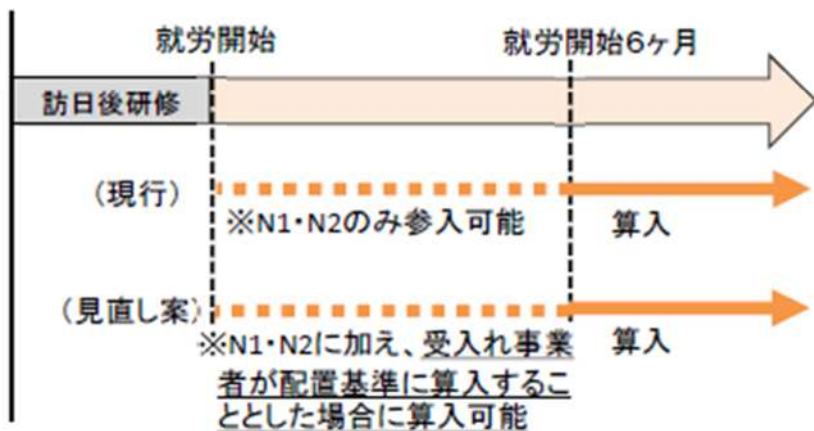 就労開始
就労開始6ヶ月
訪日後研修
(現行)
※N1・N2のみ参入可能
算入
(見直し案)
※N1・N2に加え、受入れ事業
者が配置基準に算入するこ
ととした場合に算入可能
算入